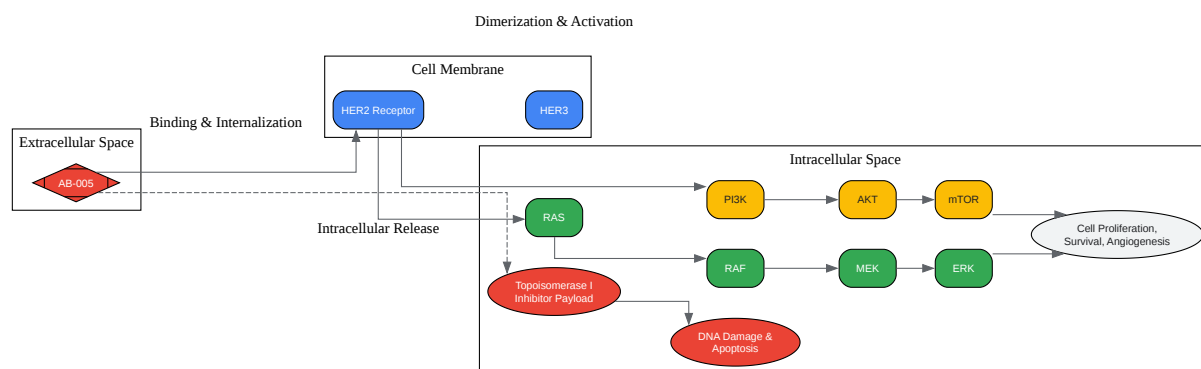 Dimerization & Activation
Cell Membrane
HER2 Receptor
HER3
Binding & Internalization
Extracellular Space
AB-005
Intracellular Space
PI3K
AKT
mTOR
RAS
Intracellular Release
Cell Proliferation,
Survival, Angiogenesis
RAF
MEK
ERK
Topoisomerase I
Inhibitor Payload
DNA Damage &
Apoptosis